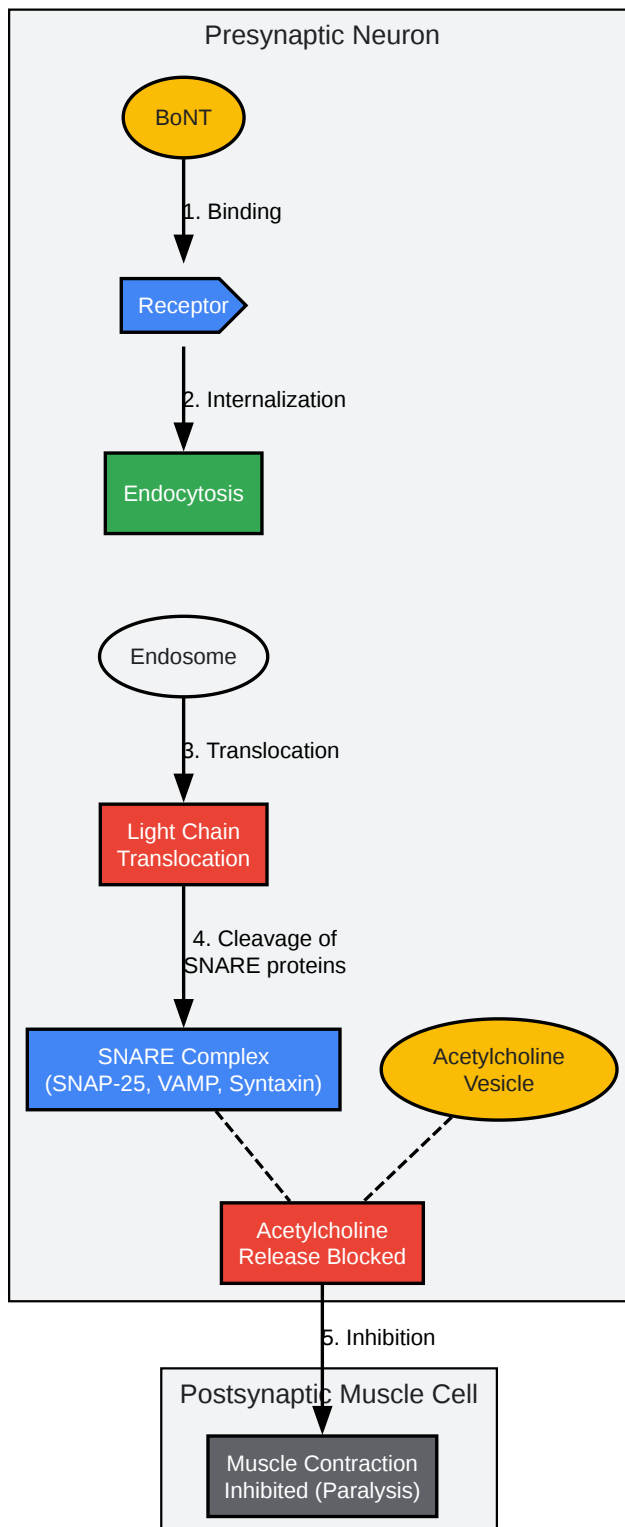 Presynaptic Neuron
BoNT
1. Binding
Receptor
2. Internalization
Endocytosis
Endosome
3. Translocation
Light Chain
Translocation
4. Cleavage of
SNARE proteins
SNARE Complex
(SNAP-25, VAMP, Syntaxin)
Acetylcholine
Vesicle
Acetylcholine
Release Blocked
5. Inhibition
Postsynaptic Muscle Cell
Muscle Contraction
Inhibited (Paralysis)